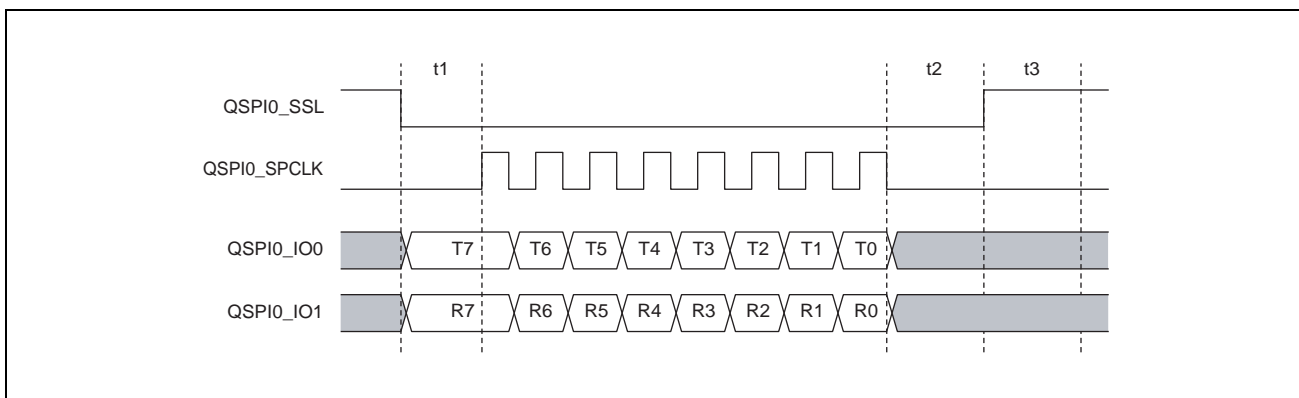 t1 t2 t3
QSPI0_SSL
QSPI0_SPCLK
QSPI0_IO0 T7 T6 T5 T4 T3 T2 T1 T0
QSPI0_IO1 R7 R6 R5 R4 R3 R2 R1 R0